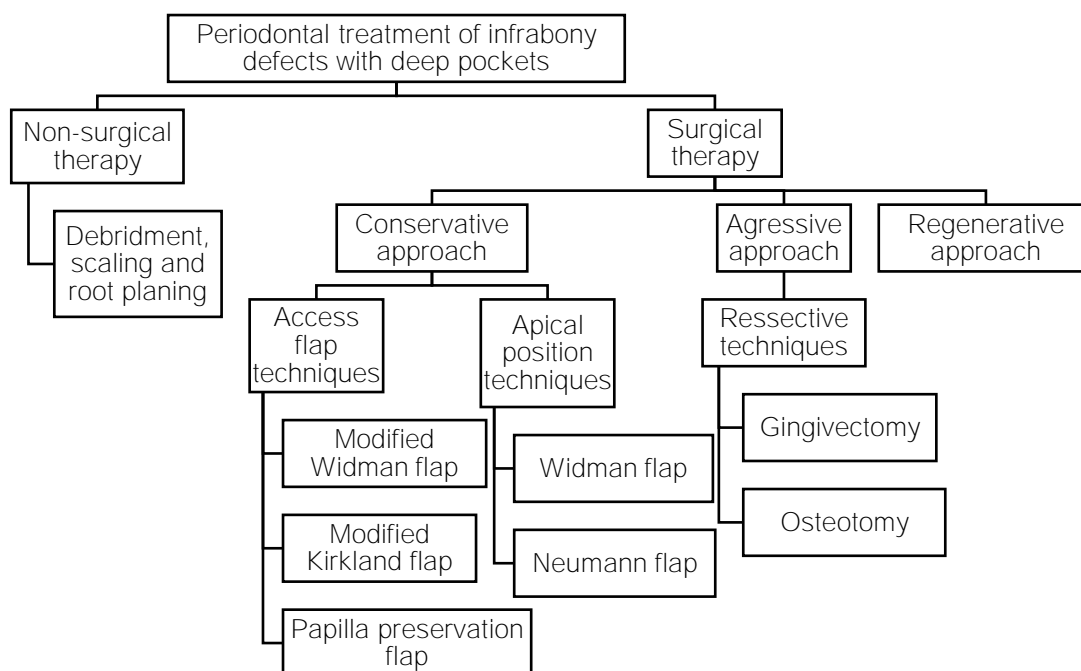 Periodontal treatment of infrabony
defects with deep pockets
Non-surgical
therapy
Surgical
therapy
Debridment,
scaling and
root planing
Conservative
approach
Agressive
approach
Regenerative
approach
Access
flap
techniques
Apical
position
techniques
Ressective
techniques
Modified
Widman flap
Widman flap
Gingivectomy
Modified
Kirkland flap
Neumann flap
Osteotomy
Papilla preservation
flap